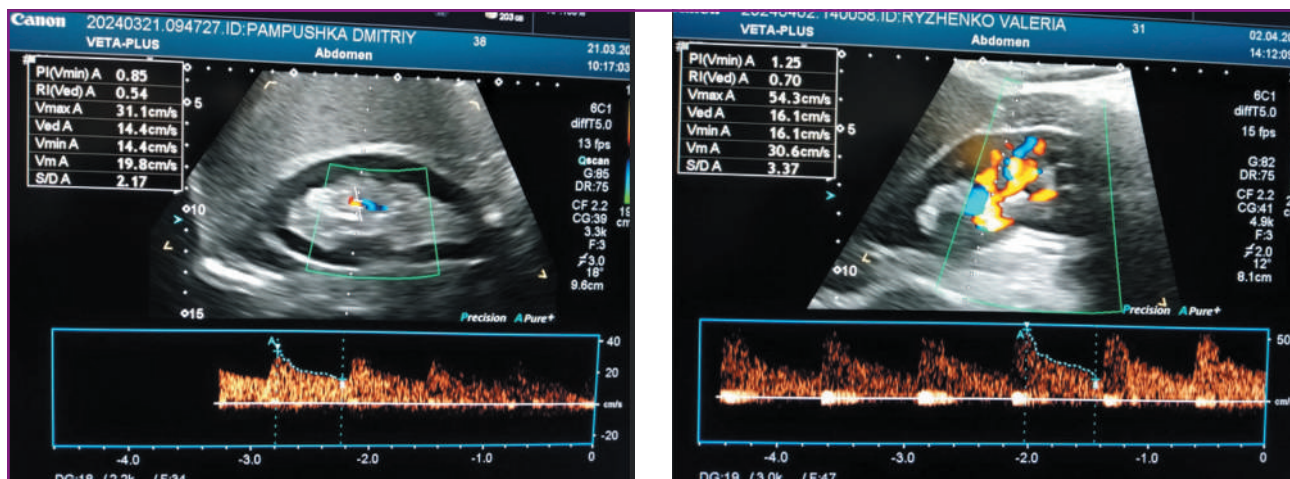 Canon
20240321.094727.ID:PAMPUSHKA DMITRIY
38
VETA-PLUS
Abdomen
21.03.20
10:17:03
PI(Vmin) A 0.85
RI(Ved) A 0.54
Vmax A 31.1cm/s
Ved A 14.4cm/s
Vmin A 14.4cm/s
Vm A 19.8cm/s
S/D A 2.17
5
10
15
6C1
diffT5.0
13 fps
Qscan
G:85
DR:75
CF 2.2
CG:39
3.3k
F:3
3.0
18°
9.6cm
Precision APure+
A
40
20
cm/s
-20
-4.0 -3.0 -2.0 -1.0 0
20240402.140058.ID:RYZHENKO VALERIA
31
VETA-PLUS
Abdomen
02.04.20
14:12:09
PI(Vmin) A 1.25
RI(Ved) A 0.70
Vmax A 54.3cm/s
Ved A 16.1cm/s
Vmin A 16.1cm/s
Vm A 30.6cm/s
S/D A 3.37
5
10
6C1
diffT5.0
15 fps
G:82
DR:75
CF 2.2
CG:41
4.9k
F:3
2.0
12°
8.1cm
Precision APure+
A
50
cm/s
-4.0 -3.0 -2.0 -1.0 0